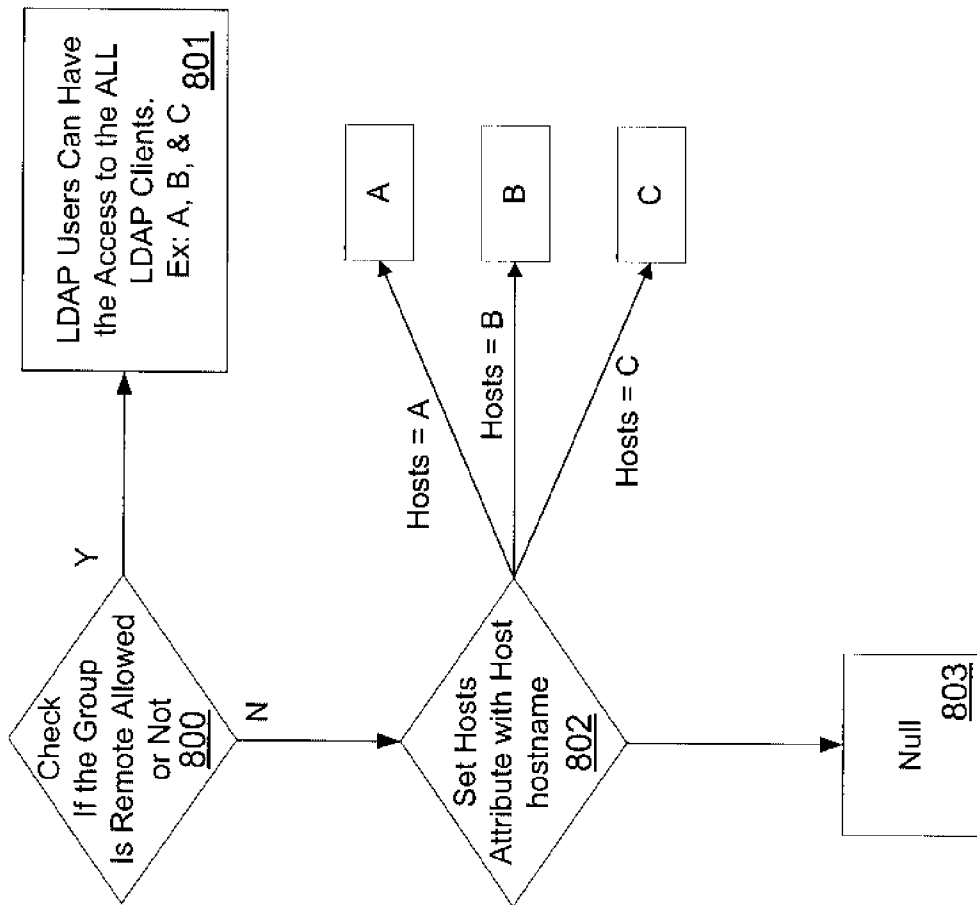 Check
If the Group
Is Remote Allowed
or Not
800
Y
LDAP Users Can Have
the Access to the ALL
LDAP Clients.
Ex: A, B, & C
801
N
Set Hosts
Attribute with Host
hostname
802
Hosts = A
A
Hosts = B
B
Hosts = C
C
Null
803